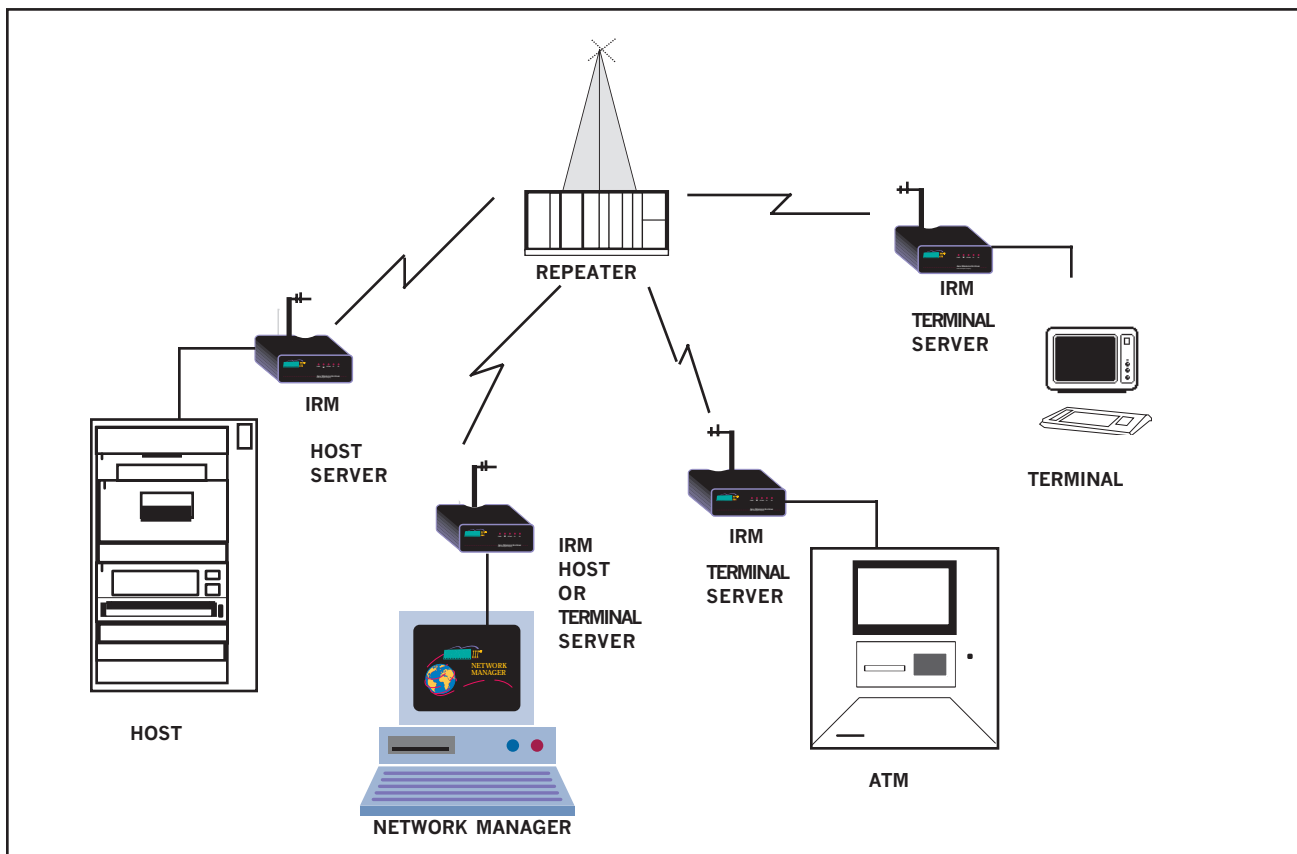 REPEATER
IRM
TERMINAL
SERVER
TERMINAL
IRM
HOST
SERVER
HOST
IRM
HOST
OR
TERMINAL
SERVER
NETWORK
MANAGER
NETWORK MANAGER
IRM
TERMINAL
SERVER
ATM